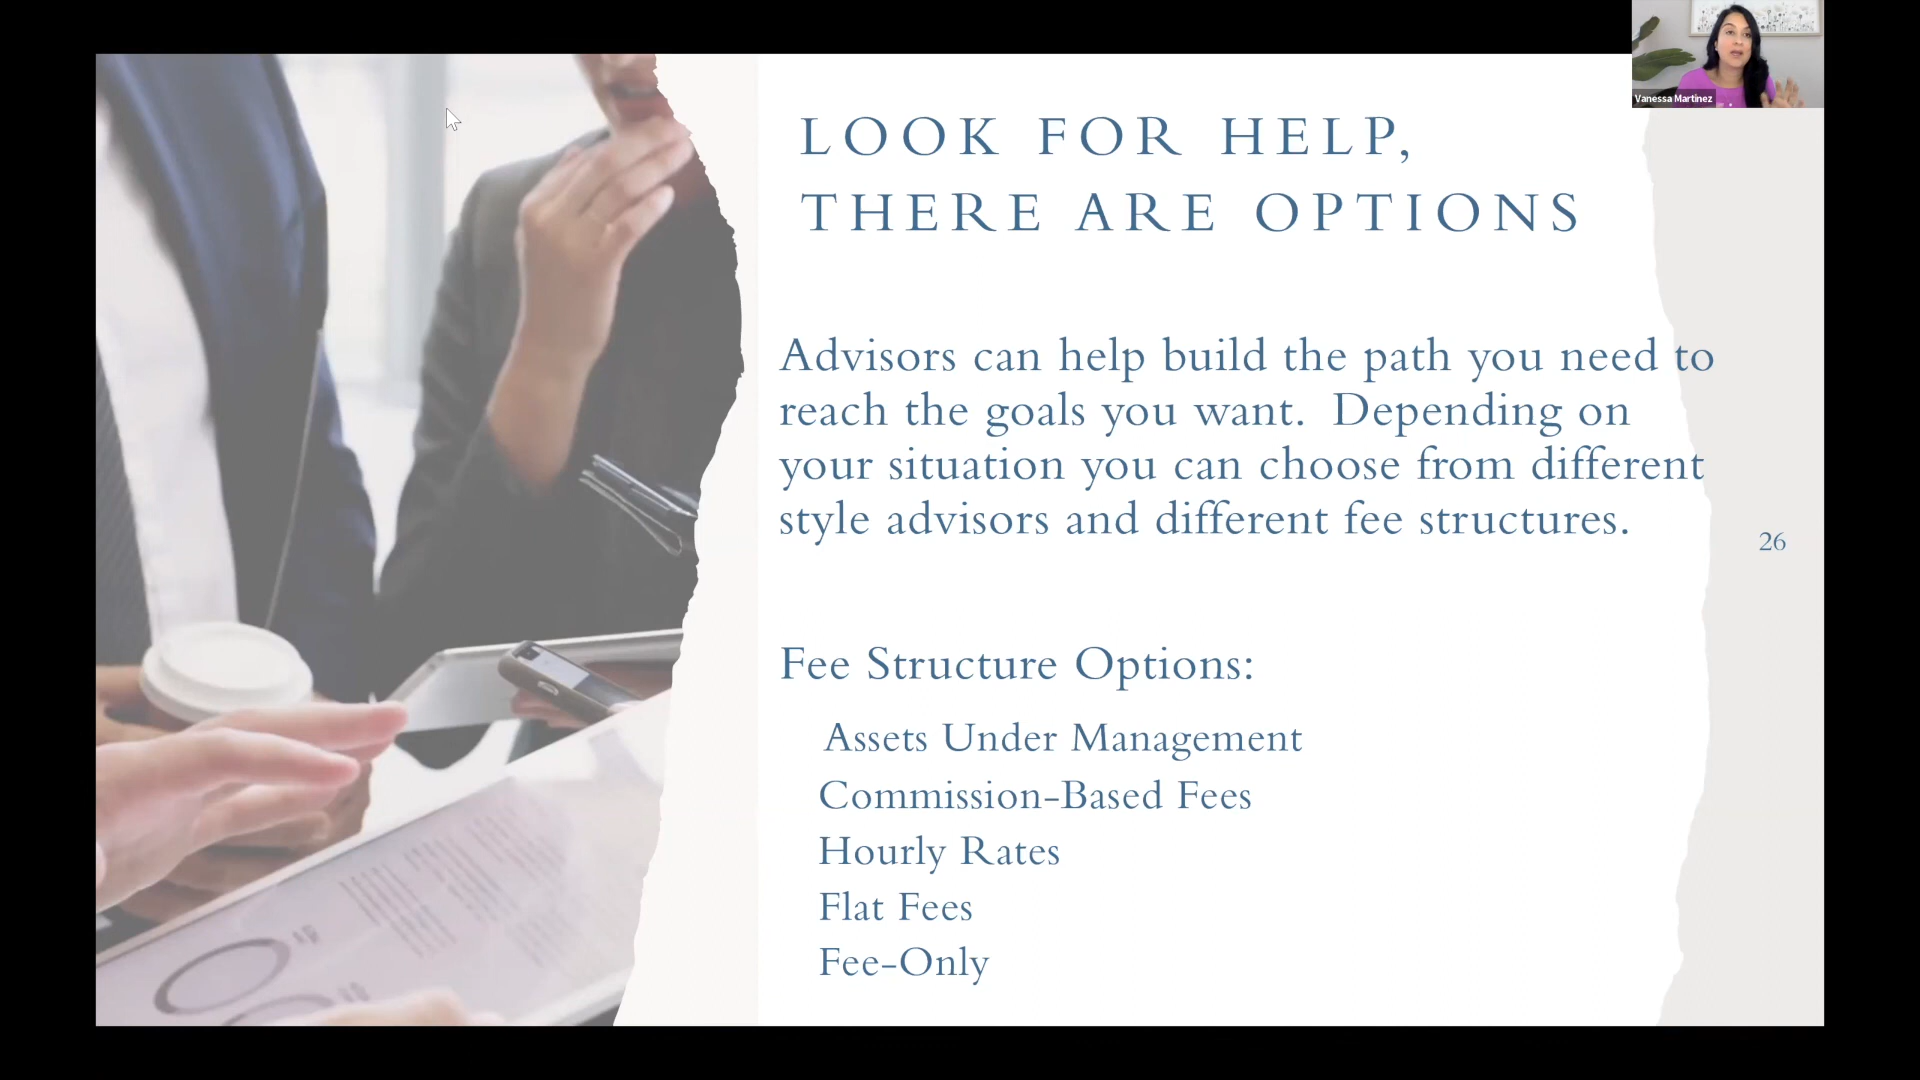 Vanessa Martinez
LOOK FOR HELP,
THERE ARE OPTIONS
Advisors can help build the path you need to
reach the goals you want.  Depending on
your situation you can choose from different
style advisors and different fee structures.
26
Fee Structure Options:
Assets Under Management
Commission-Based Fees
Hourly Rates
Flat Fees
Fee-Only